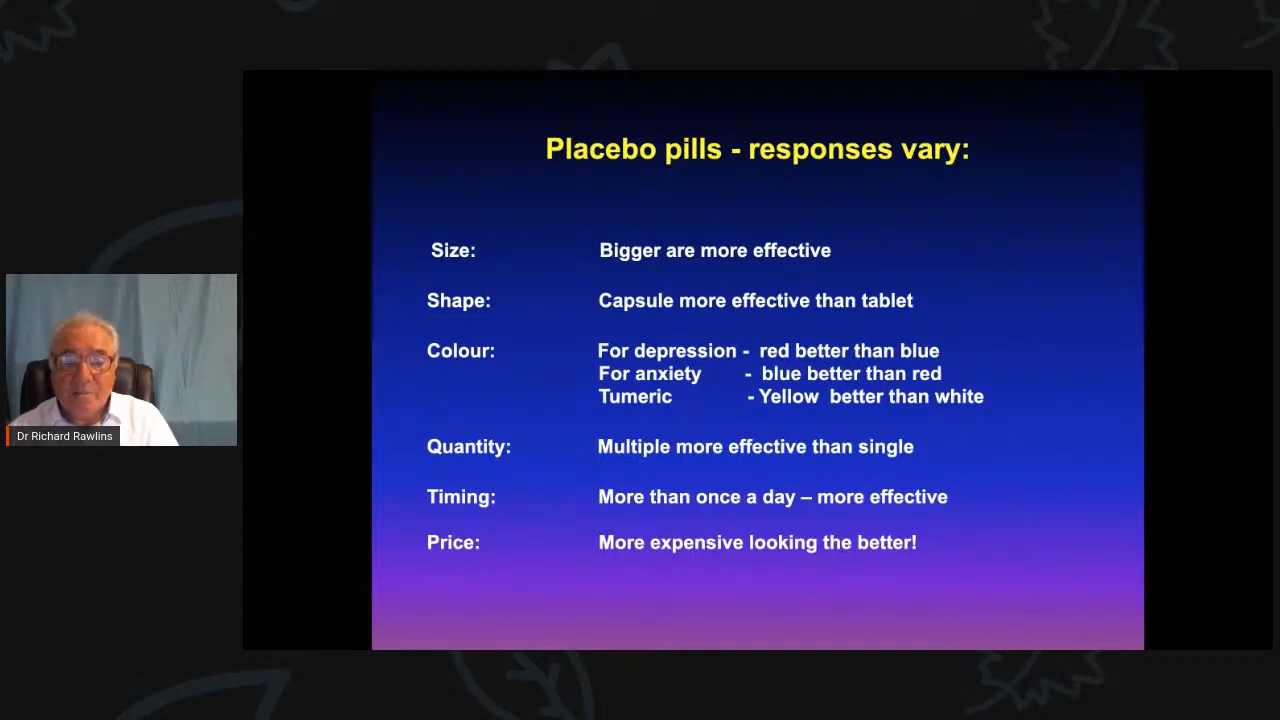 Placebo pills - responses vary:
Size: Bigger are more effective
Shape: Capsule more effective than tablet
Colour: For depression - red better than blue
For anxiety - blue better than red
Tumeric - Yellow better than white
Quantity: Multiple more effective than single
Timing: More than once a day – more effective
Price: More expensive looking the better!
Dr Richard Rawlins